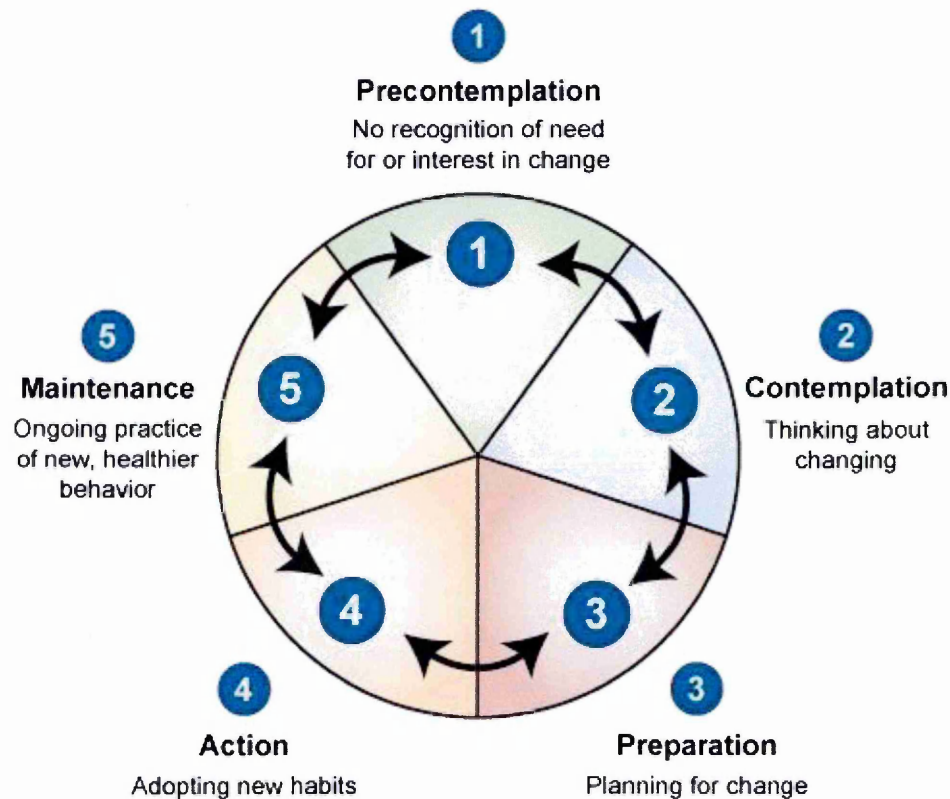 1
Precontemplation
No recognition of need
for or interest in change
1
5
Maintenance
Ongoing practice
of new, healthier
behavior
5
2
2
Contemplation
Thinking about
changing
4
3
4
Action
Adopting new habits
3
Preparation
Planning for change